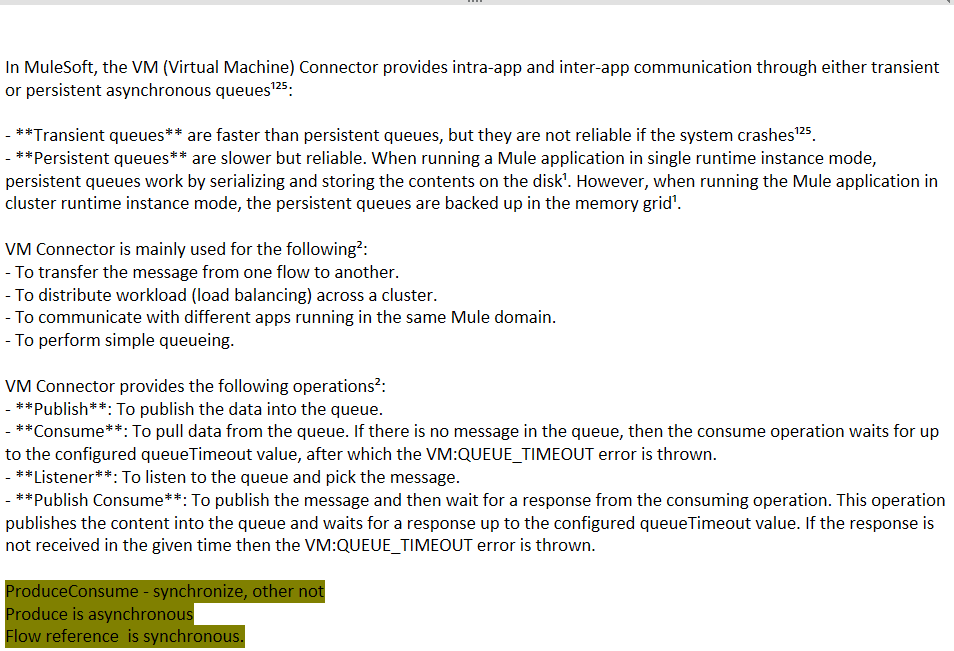 In MuleSoft, the VM (Virtual Machine) Connector provides intra-app and inter-app communication through either transient
or persistent asynchronous queues¹²⁵:
- **Transient queues** are faster than persistent queues, but they are not reliable if the system crashes¹²⁵.
- **Persistent queues** are slower but reliable. When running a Mule application in single runtime instance mode,
persistent queues work by serializing and storing the contents on the disk¹. However, when running the Mule application in
cluster runtime instance mode, the persistent queues are backed up in the memory grid¹.
VM Connector is mainly used for the following²:
- To transfer the message from one flow to another.
- To distribute workload (load balancing) across a cluster.
- To communicate with different apps running in the same Mule domain.
- To perform simple queueing.
VM Connector provides the following operations²:
- **Publish**: To publish the data into the queue.
- **Consume**: To pull data from the queue. If there is no message in the queue, then the consume operation waits for up
to the configured queueTimeout value, after which the VM:QUEUE_TIMEOUT error is thrown.
- **Listener**: To listen to the queue and pick the message.
- **Publish Consume**: To publish the message and then wait for a response from the consuming operation. This operation
publishes the content into the queue and waits for a response up to the configured queueTimeout value. If the response is
not received in the given time then the VM:QUEUE_TIMEOUT error is thrown.
ProduceConsume - synchronize, other not
Produce is asynchronous
Flow reference  is synchronous.